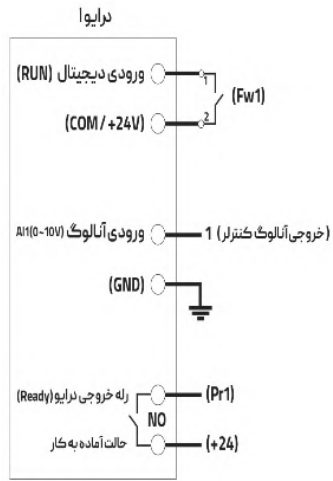 درایو ا
ورودی دیجیتال (RUN)
1
(Fw1)
(COM / +24V)
2
ورودی آنالوگ AI1(0~10V)
1 (خروجی آنالوگ کنترلر)
(GND)
رله خروجی درایو (Ready)
(Pr1)
NO
حالت آماده به کار
(+24)